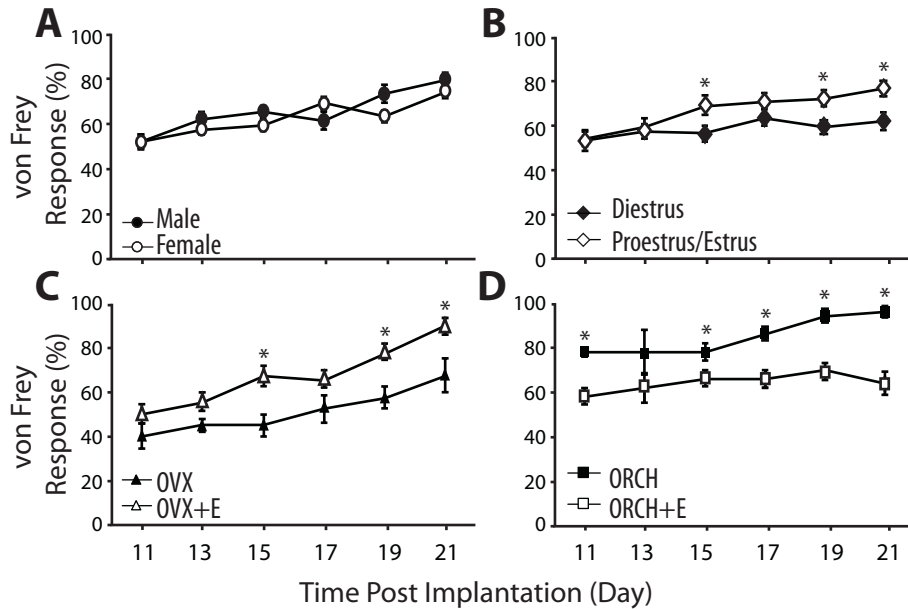 A
B
von Frey
Response (%)
100
80
60
40
20
0
Male
Female
100
80
60
40
20
0
*
*
*
Diestrus
Proestrus/Estrus
C
D
von Frey
Response (%)
100
80
60
40
20
0
*
*
*
OVX
OVX+E
11
13
15
17
19
21
100
80
60
40
20
0
*
*
*
*
*
ORCH
ORCH+E
11
13
15
17
19
21
Time Post Implantation (Day)